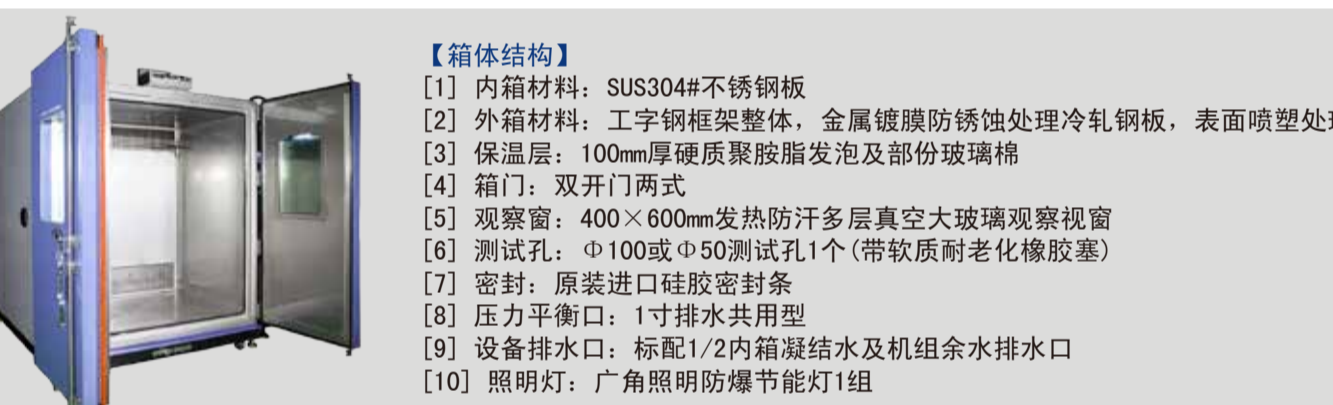 【箱体结构】
[1] 内箱材料：SUS304#不锈钢板
[2] 外箱材料：工字钢框架整体，金属镀膜防锈蚀处理冷轧钢板，表面喷塑处
[3] 保温层：100mm厚硬质聚胺脂发泡及部份玻璃棉
[4] 箱门：双开门两式
[5] 观察窗：400×600mm发热防汗多层真空大玻璃观察视窗
[6] 测试孔：Φ100或Φ50测试孔1个(带软质耐老化橡胶塞)
[7] 密封：原装进口硅胶密封条
[8] 压力平衡口：1寸排水共用型
[9] 设备排水口：标配1/2内箱凝结水及机组余水排水口
[10] 照明灯：广角照明防爆节能灯1组